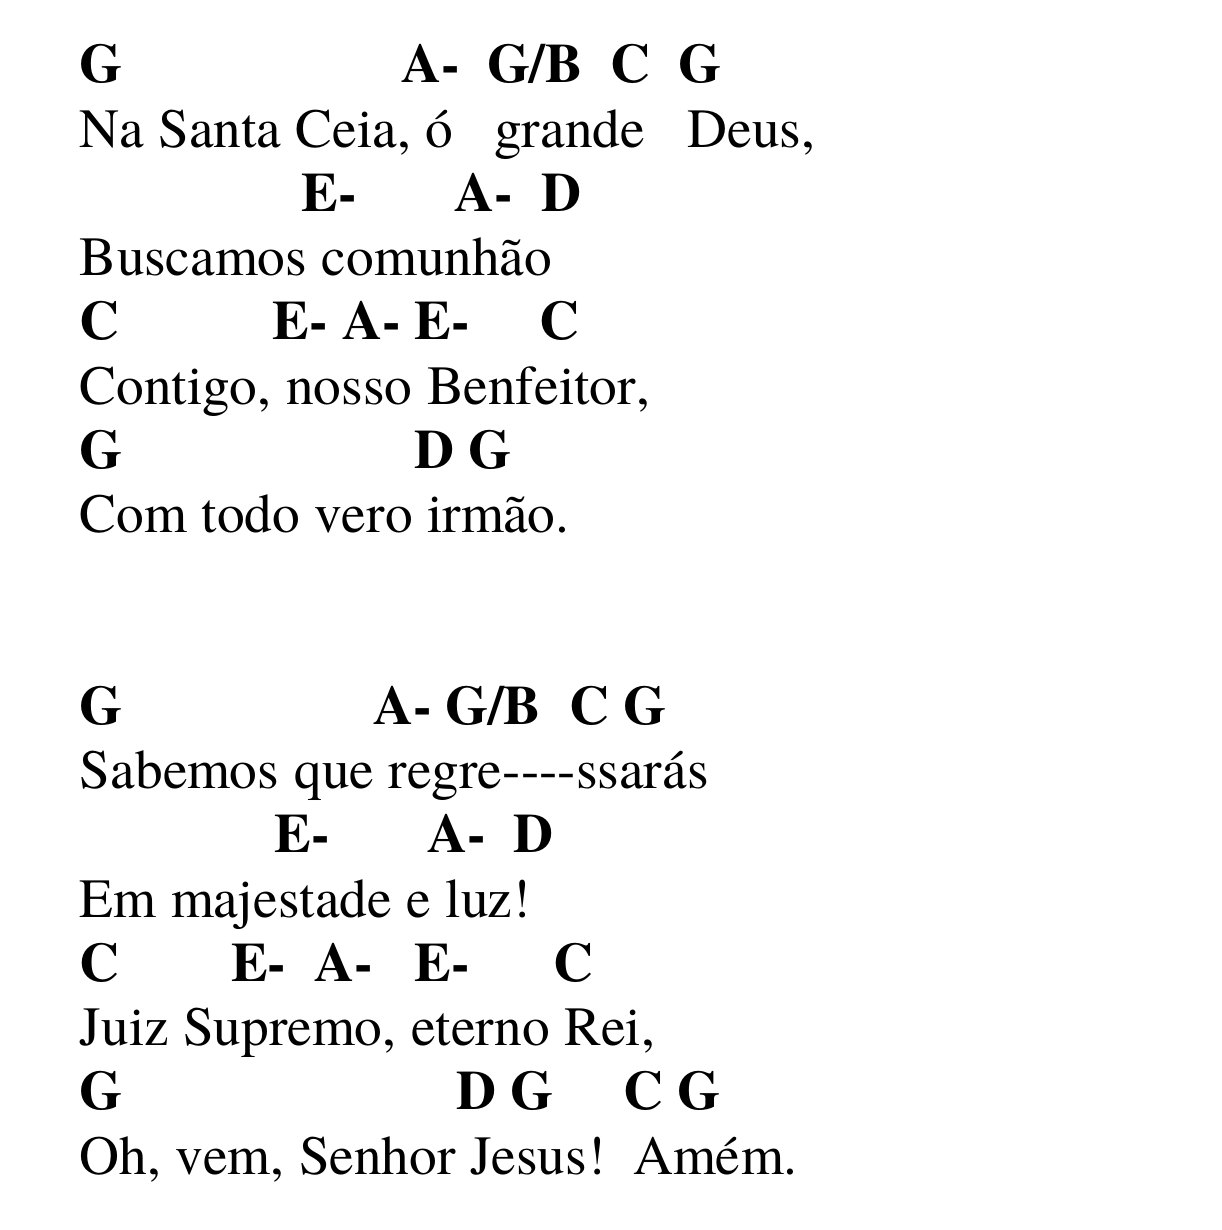 G                    A-  G/B  C  G
Na Santa Ceia, ó   grande   Deus,
                E-       A-  D
Buscamos comunhão
C           E- A- E-     C
Contigo, nosso Benfeitor,
G                     D G
Com todo vero irmão.
G                  A- G/B  C G
Sabemos que regre----ssarás
              E-       A-  D
Em majestade e luz!
C        E-  A-   E-      C
Juiz Supremo, eterno Rei,
G                        D G     C G
Oh, vem, Senhor Jesus!  Amém.